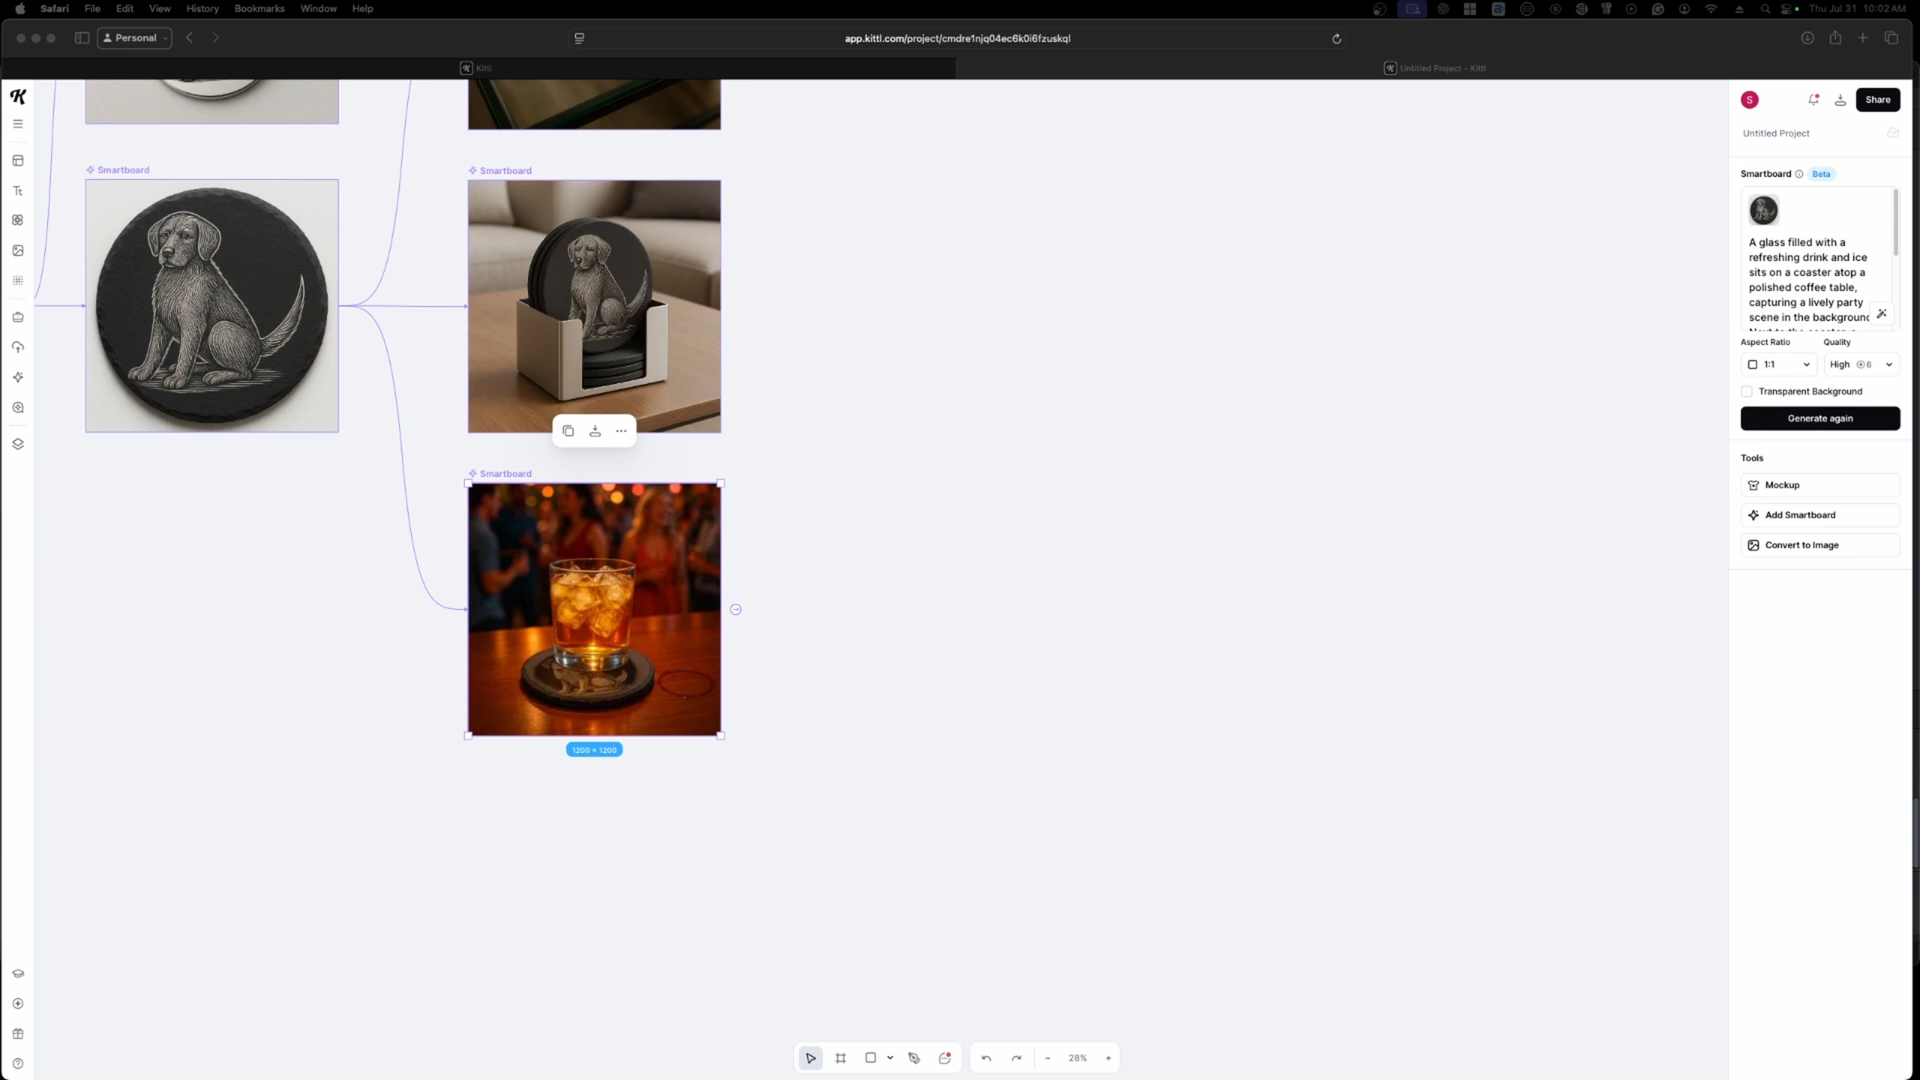 Safari File Edit View History Bookmarks Window Help Thu Jul 31 10:02 AM
Personal app.kittl.com/project/cmdre1njq04ec6k0i6fzuskql
Kittl Untitled Project - Kittl
Share
Untitled Project
Smartboard Beta
A glass filled with a
refreshing drink and ice
sits on a coaster atop a
polished coffee table,
capturing a lively party
scene in the background
Aspect Ratio Quality
1:1 High 6
Transparent Background
Generate again
Tools
Mockup
Add Smartboard
Convert to Image
Smartboard
Smartboard
Smartboard
1200 × 1200
Tt
28%